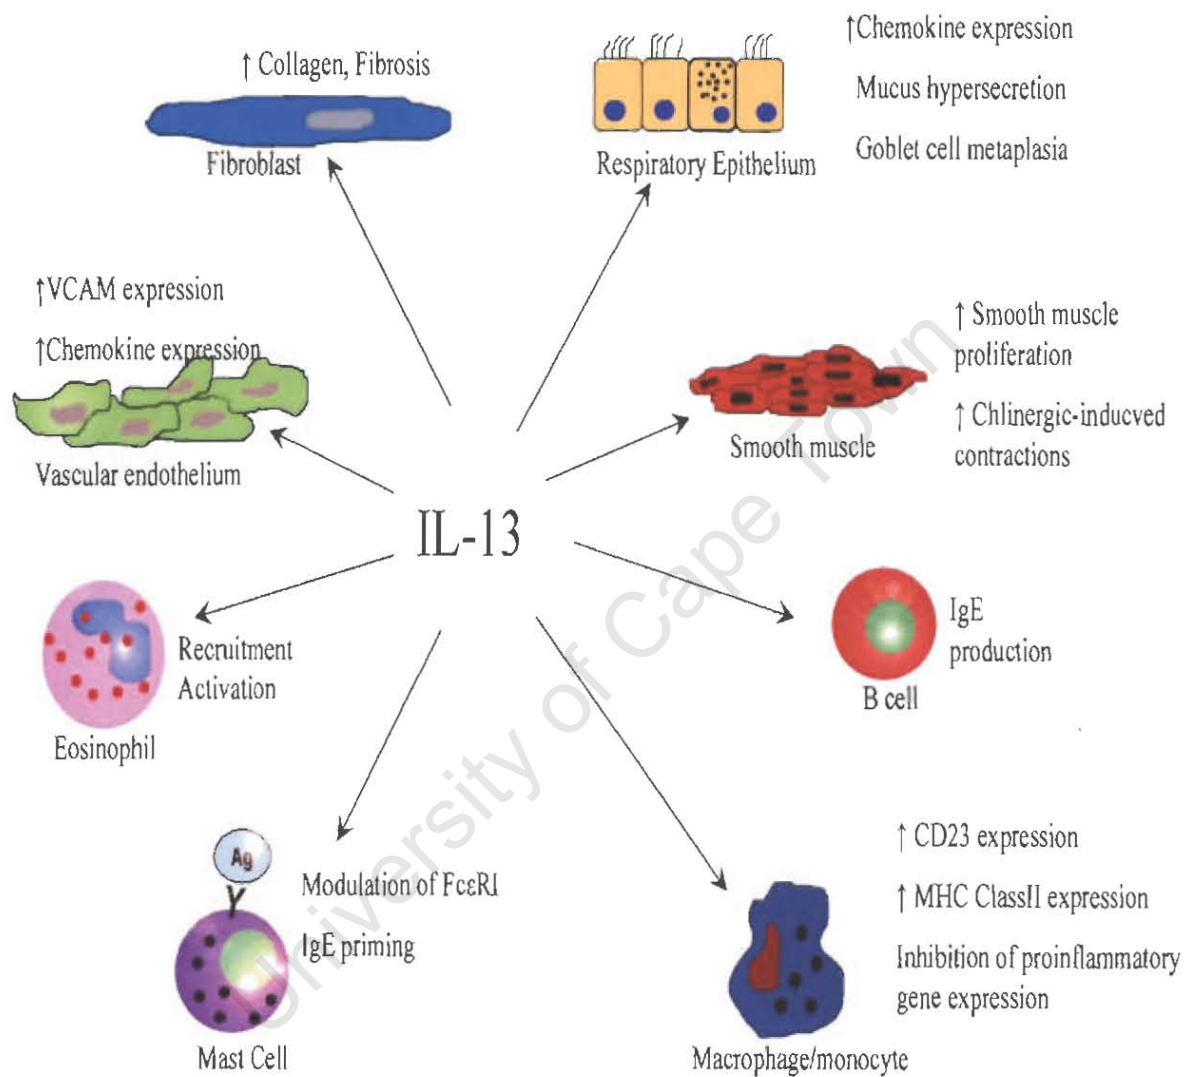 ↑ Collagen, Fibrosis
Fibroblast
↑Chemokine expression
Mucus hypersecretion
Goblet cell metaplasia
Respiratory Epithelium
↑VCAM expression
↑Chemokine expression
Vascular endothelium
↑ Smooth muscle
proliferation
↑ Chlinergic-inducved
contractions
Smooth muscle
IL-13
Recruitment
Activation
Eosinophil
IgE
production
B cell
Ag
Modulation of FcεRI
IgE priming
Mast Cell
↑ CD23 expression
↑ MHC ClassII expression
Inhibition of proinflammatory
gene expression
Macrophage/monocyte
University of Cape Town